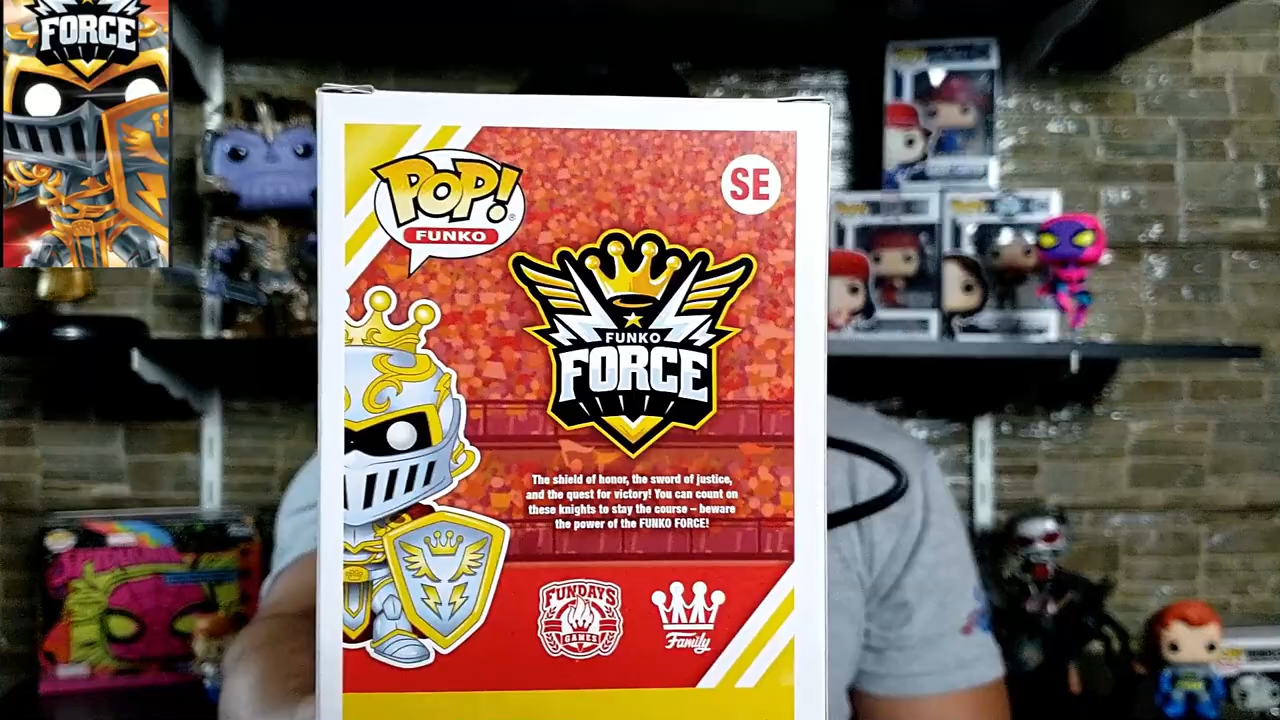 FORCE
POP!
FUNKO
SE
FUNKO
FORCE
The shield of honor, the sword of justice,
and the quest for victory! You can count on
these knights to stay the course – beware
the power of the FUNKO FORCE!
FUNDAYS
GAMES
Family